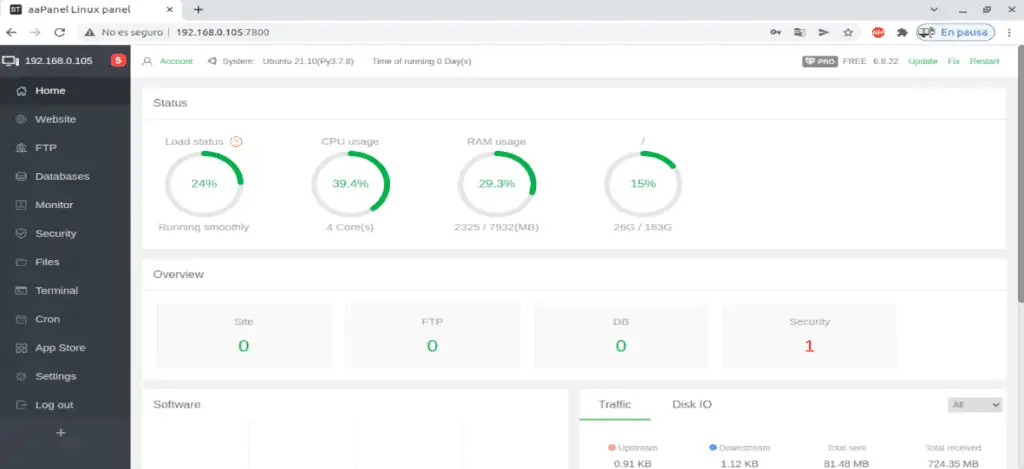 BT aaPanel Linux panel
No es seguro 192.168.0.105:7800 En pausa
192.168.0.105 5
Account System: Ubuntu 21.10(Py3.7.8) Time of running 0 Day(s) PRO FREE 6.8.22 Update Fix Restart
Home
Website
FTP
Databases
Monitor
Security
Files
Terminal
Cron
App Store
Settings
Log out
Status
Load status CPU usage RAM usage /
24% 39.4% 29.3% 15%
Running smoothly 4 Core(s) 2325 / 7932(MB) 26G / 183G
Overview
Site FTP DB Security
0 0 0 1
Software
Traffic Disk IO All
Upstream Downstream Total sent Total received
0.91 KB 1.12 KB 81.48 MB 724.35 MB